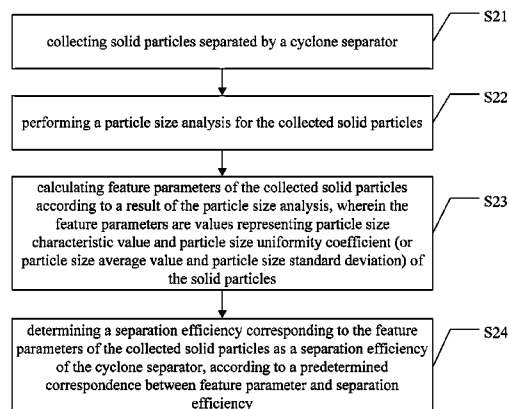 collecting solid particles separated by a cyclone separator
S21
performing a particle size analysis for the collected solid particles
S22
calculating feature parameters of the collected solid particles
according to a result of the particle size analysis, wherein the
feature parameters are values representing particle size
characteristic value and particle size uniformity coefficient (or
particle size average value and particle size standard deviation) of
the solid particles
S23
determining a separation efficiency corresponding to the feature
parameters of the collected solid particles as a separation efficiency
of the cyclone separator, according to a predetermined
correspondence between feature parameter and separation
efficiency
S24